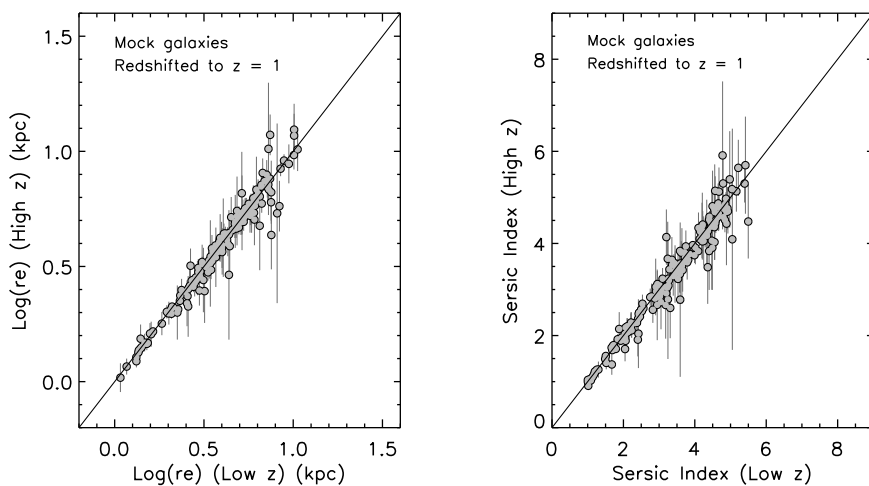 Mock galaxies
Redshifted to z = 1
Log(re) (High z) (kpc)
1.5
1.0
0.5
0.0
0.0 0.5 1.0 1.5
Log(re) (Low z) (kpc)
Mock galaxies
Redshifted to z = 1
Sersic Index (High z)
8
6
4
2
0
0 2 4 6 8
Sersic Index (Low z)